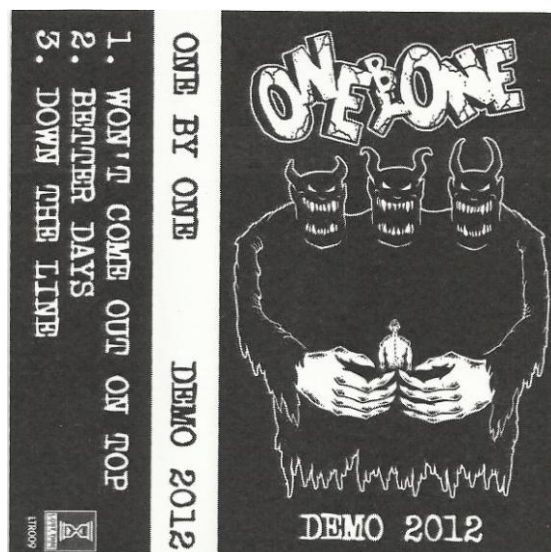 1. WON'T COME OUT ON TOP
2. BETTER DAYS
3. DOWN THE LINE
LTR009
ONE BY ONE DEMO 2012
ONE BY ONE
DEMO 2012